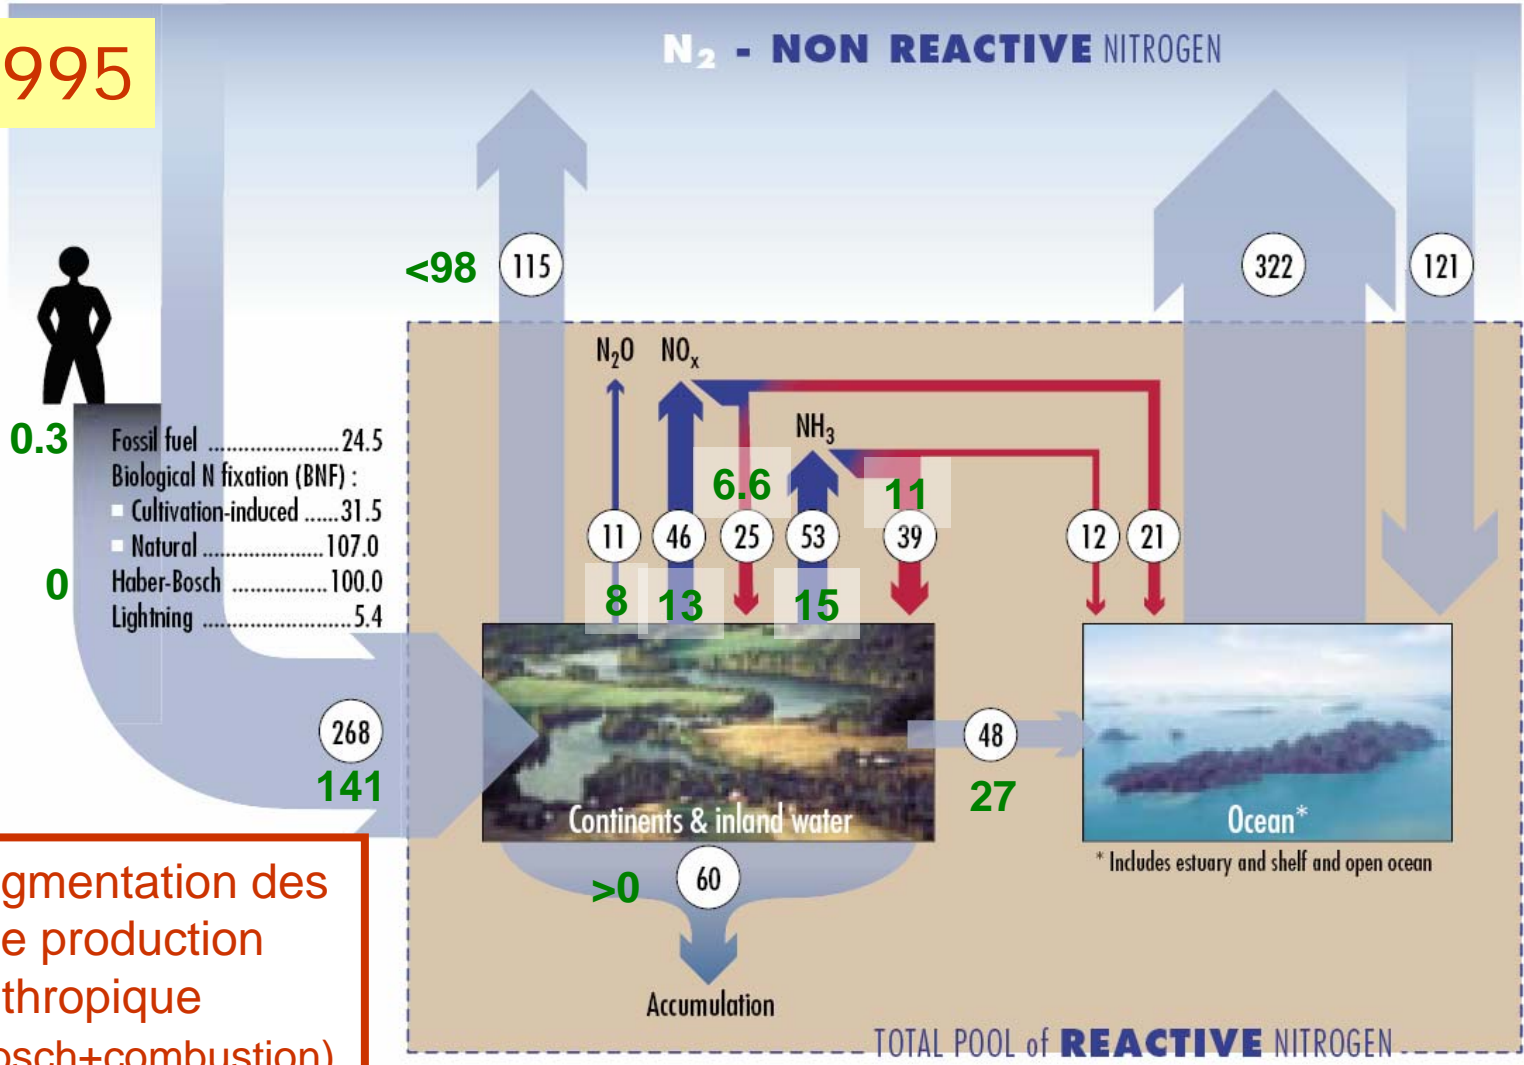 995
N₂ - NON REACTIVE NITROGEN
<98
115
322
121
N₂O
NOₓ
NH₃
0.3
Fossil fuel ......................24.5
Biological N fixation (BNF) :
Cultivation-induced ......31.5
Natural .....................107.0
0
Haber-Bosch ................100.0
Lightning .........................5.4
6.6
11
11
46
25
53
39
12
21
8
13
15
268
141
48
27
Continents & inland water
Ocean*
* Includes estuary and shelf and open ocean
>0
60
Accumulation
gmentation des
e production
thropique
osch+combustion)
TOTAL POOL of REACTIVE NITROGEN